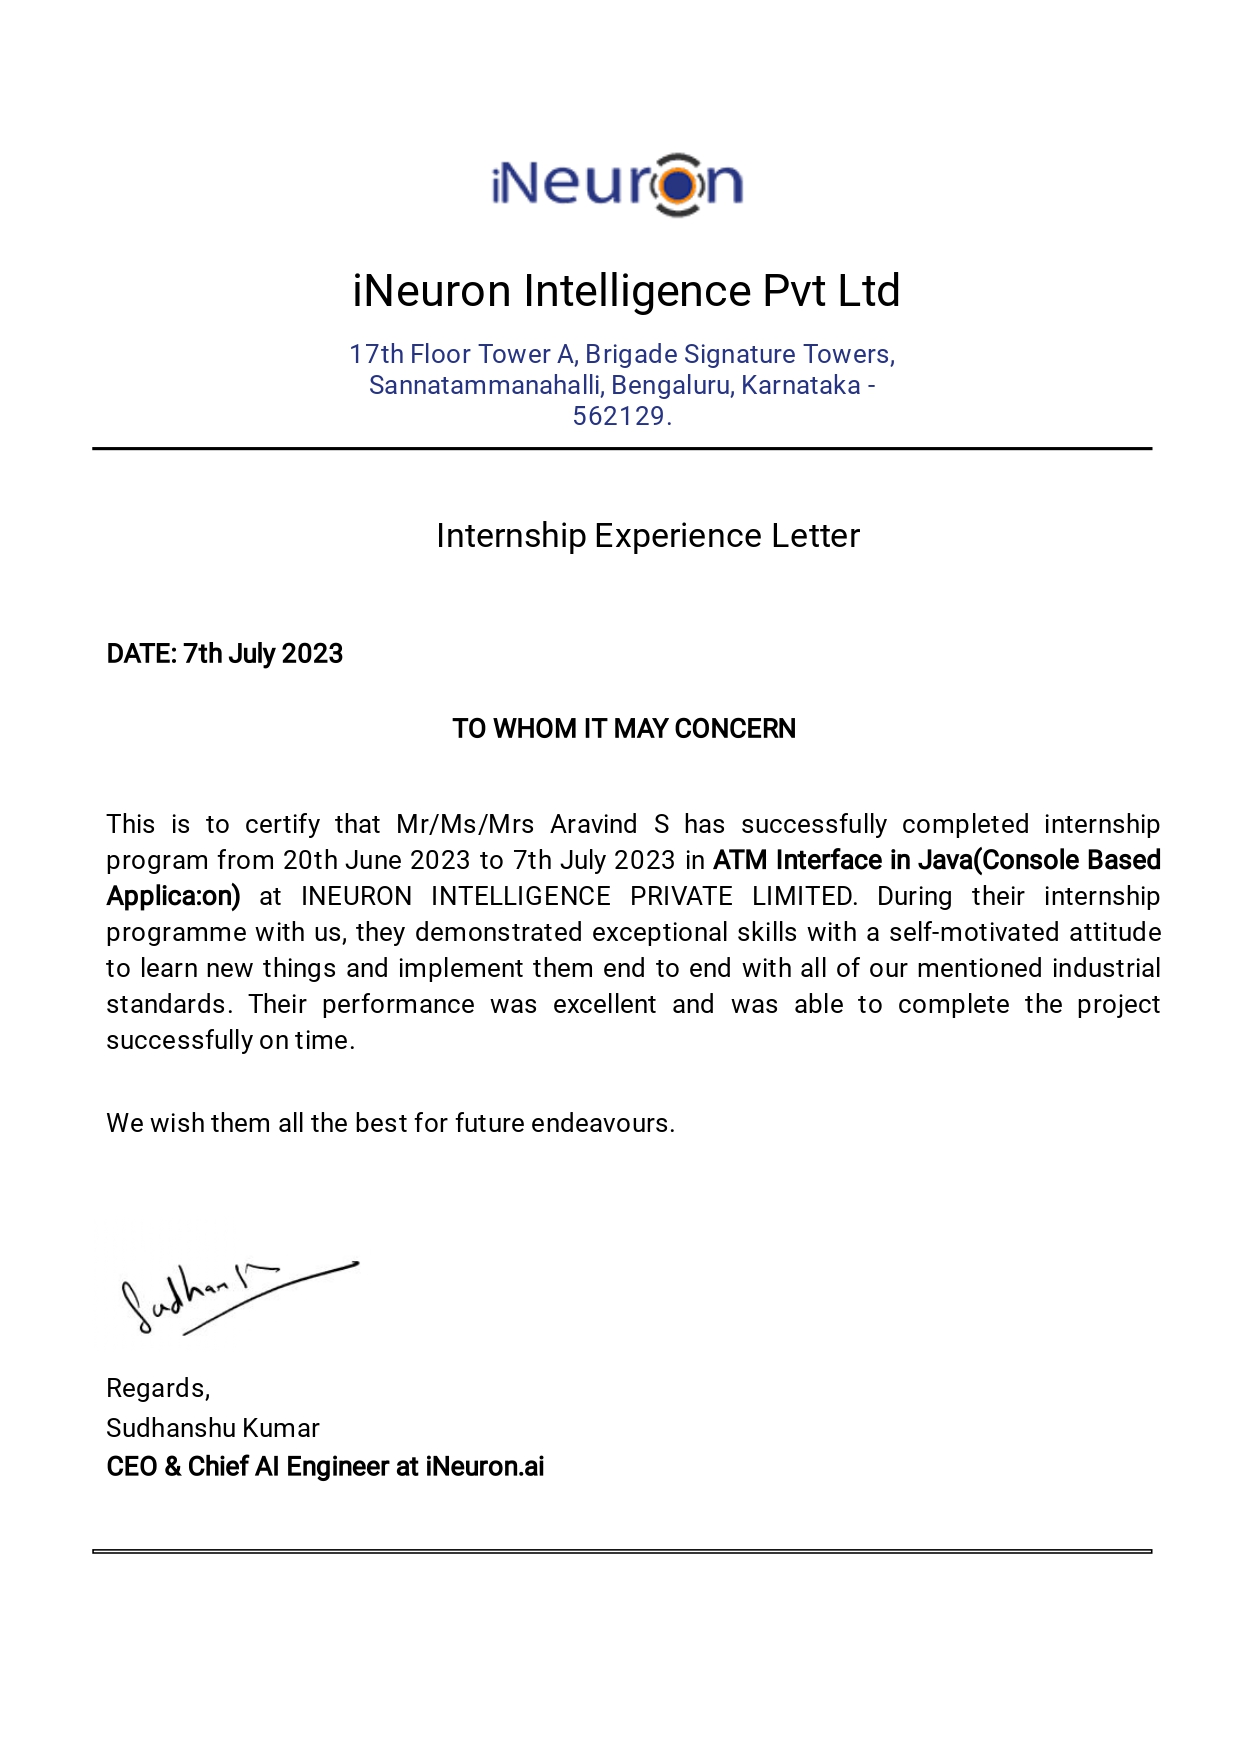 iNeuron
iNeuron Intelligence Pvt Ltd
17th Floor Tower A, Brigade Signature Towers,
Sannatammanahalli, Bengaluru, Karnataka -
562129.
Internship Experience Letter
DATE: 7th July 2023
TO WHOM IT MAY CONCERN
This is to certify that Mr/Ms/Mrs Aravind S has successfully completed internship
program from 20th June 2023 to 7th July 2023 in ATM Interface in Java(Console Based
Applica:on) at INEURON INTELLIGENCE PRIVATE LIMITED. During their internship
programme with us, they demonstrated exceptional skills with a self-motivated attitude
to learn new things and implement them end to end with all of our mentioned industrial
standards. Their performance was excellent and was able to complete the project
successfully on time.
We wish them all the best for future endeavours.
Regards,
Sudhanshu Kumar
CEO & Chief AI Engineer at iNeuron.ai